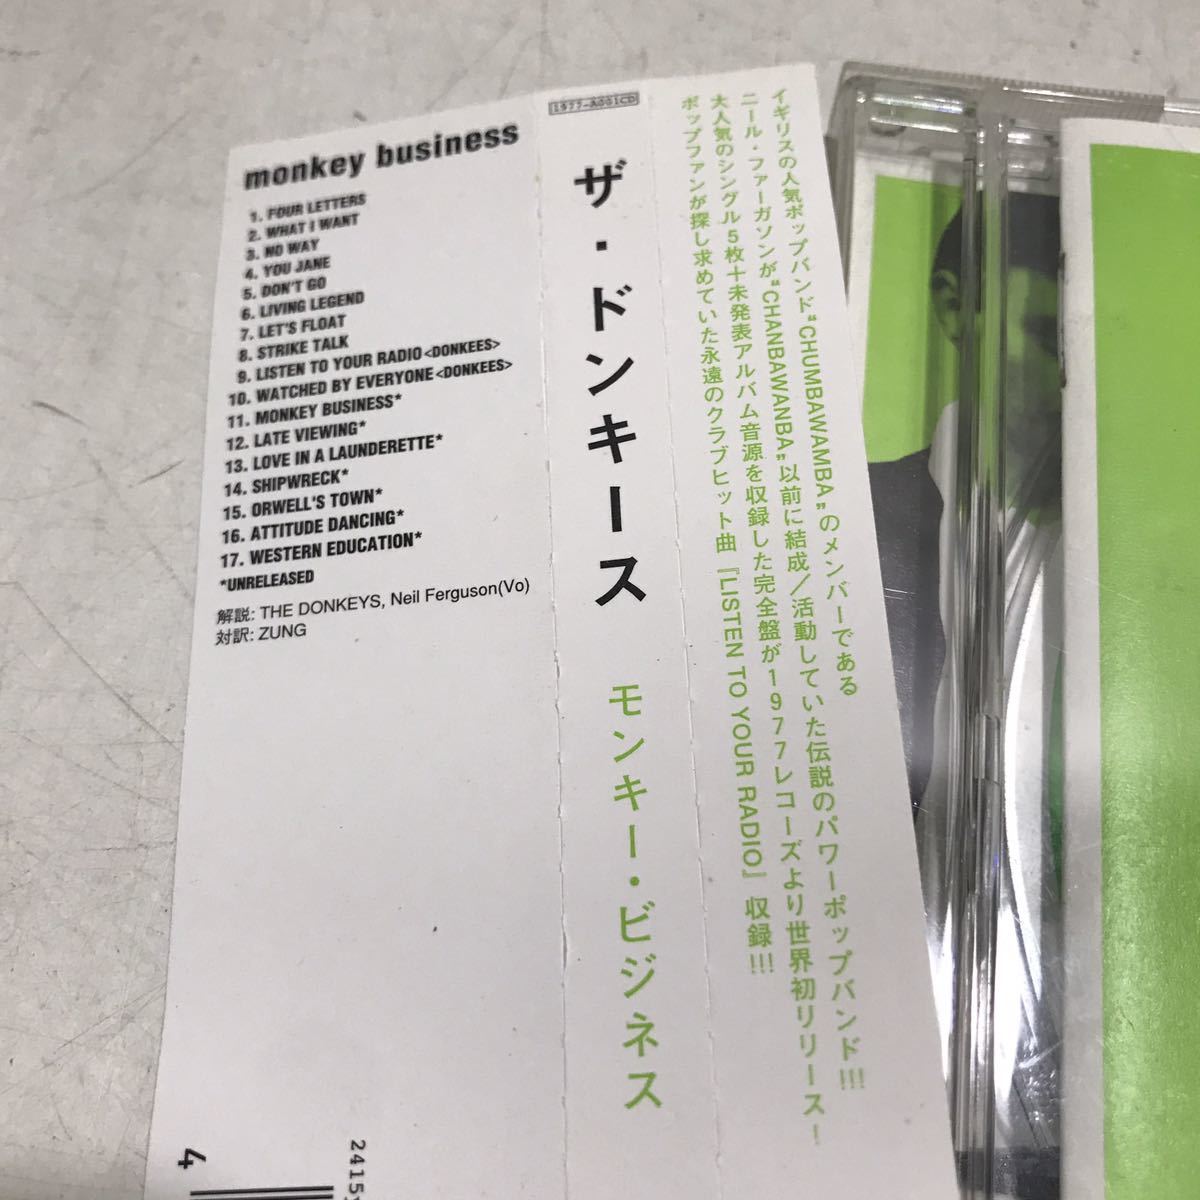 monkey business
1. FOUR LETTERS
2. WHAT I WANT
3. NO WAY
4. YOU JANE
5. DON'T GO
6. LIVING LEGEND
7. LET'S FLOAT
8. STRIKE TALK
9. LISTEN TO YOUR RADIO <DONKEES>
10. WATCHED BY EVERYONE <DONKEES>
11. MONKEY BUSINESS*
12. LATE VIEWING*
13. LOVE IN A LAUNDERETTE*
14. SHIPWRECK*
15. ORWELL'S TOWN*
16. ATTITUDE DANCING*
17. WESTERN EDUCATION*
*UNRELEASED
解説: THE DONKEYS, Neil Ferguson(Vo)
対訳: ZUNG
1977-A001CD
ザ・ドンキース モンキー・ビジネス
イギリスの人気ポップバンド"CHUMBAWAMBA"のメンバーである
ニール・ファーガソンが"CHANBAWANBA"以前に結成/活動していた伝説のパワーポップバンド!!!
大人気のシングル5枚+未発表アルバム音源を収録した完全盤が1977レコーズより世界初リリース!
ポップファンが探し求めていた永遠のクラブヒット曲『LISTEN TO YOUR RADIO』収録!!!
4
2415